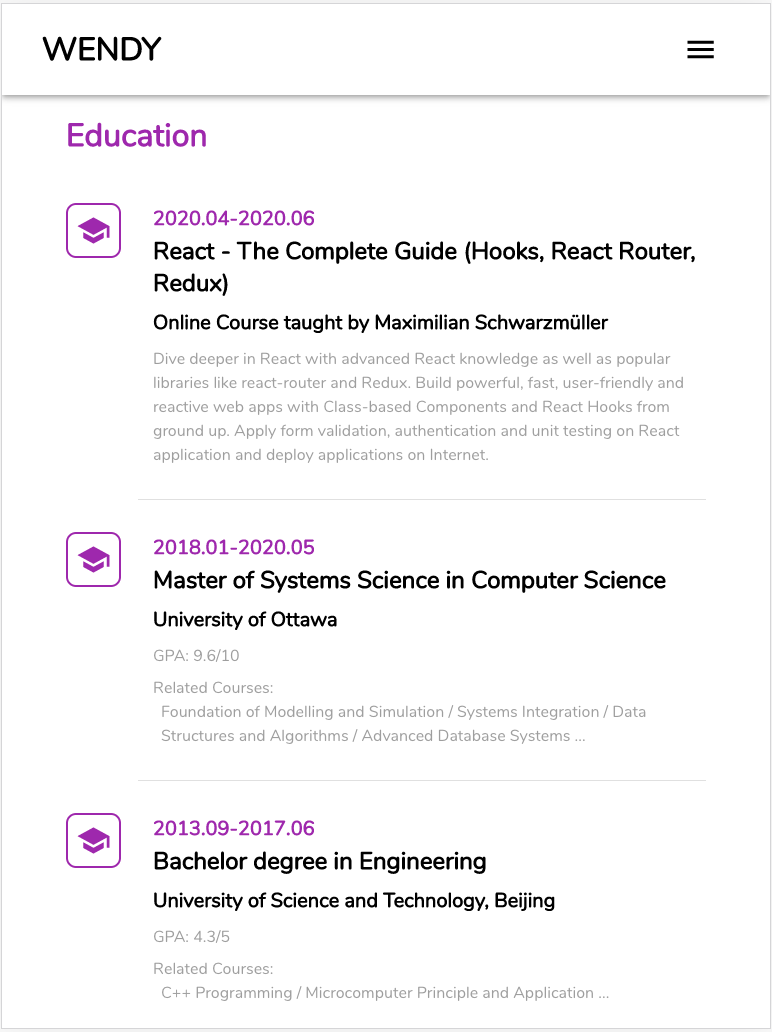 WENDY
Education
2020.04-2020.06
React - The Complete Guide (Hooks, React Router,
Redux)
Online Course taught by Maximilian Schwarzmüller
Dive deeper in React with advanced React knowledge as well as popular
libraries like react-router and Redux. Build powerful, fast, user-friendly and
reactive web apps with Class-based Components and React Hooks from
ground up. Apply form validation, authentication and unit testing on React
application and deploy applications on Internet.
2018.01-2020.05
Master of Systems Science in Computer Science
University of Ottawa
GPA: 9.6/10
Related Courses:
Foundation of Modelling and Simulation / Systems Integration / Data
Structures and Algorithms / Advanced Database Systems ...
2013.09-2017.06
Bachelor degree in Engineering
University of Science and Technology, Beijing
GPA: 4.3/5
Related Courses:
C++ Programming / Microcomputer Principle and Application ...